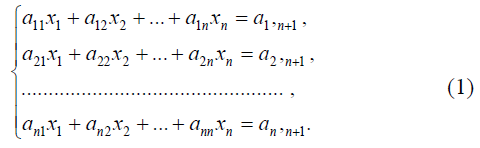 a₁₁x₁ + a₁₂x₂ + ... + a₁ₙxₙ = a₁,ₙ₊₁ ,
a₂₁x₁ + a₂₂x₂ + ... + a₂ₙxₙ = a₂,ₙ₊₁ ,
................................................ , (1)
aₙ₁x₁ + aₙ₂x₂ + ... + aₙₙxₙ = aₙ,ₙ₊₁.